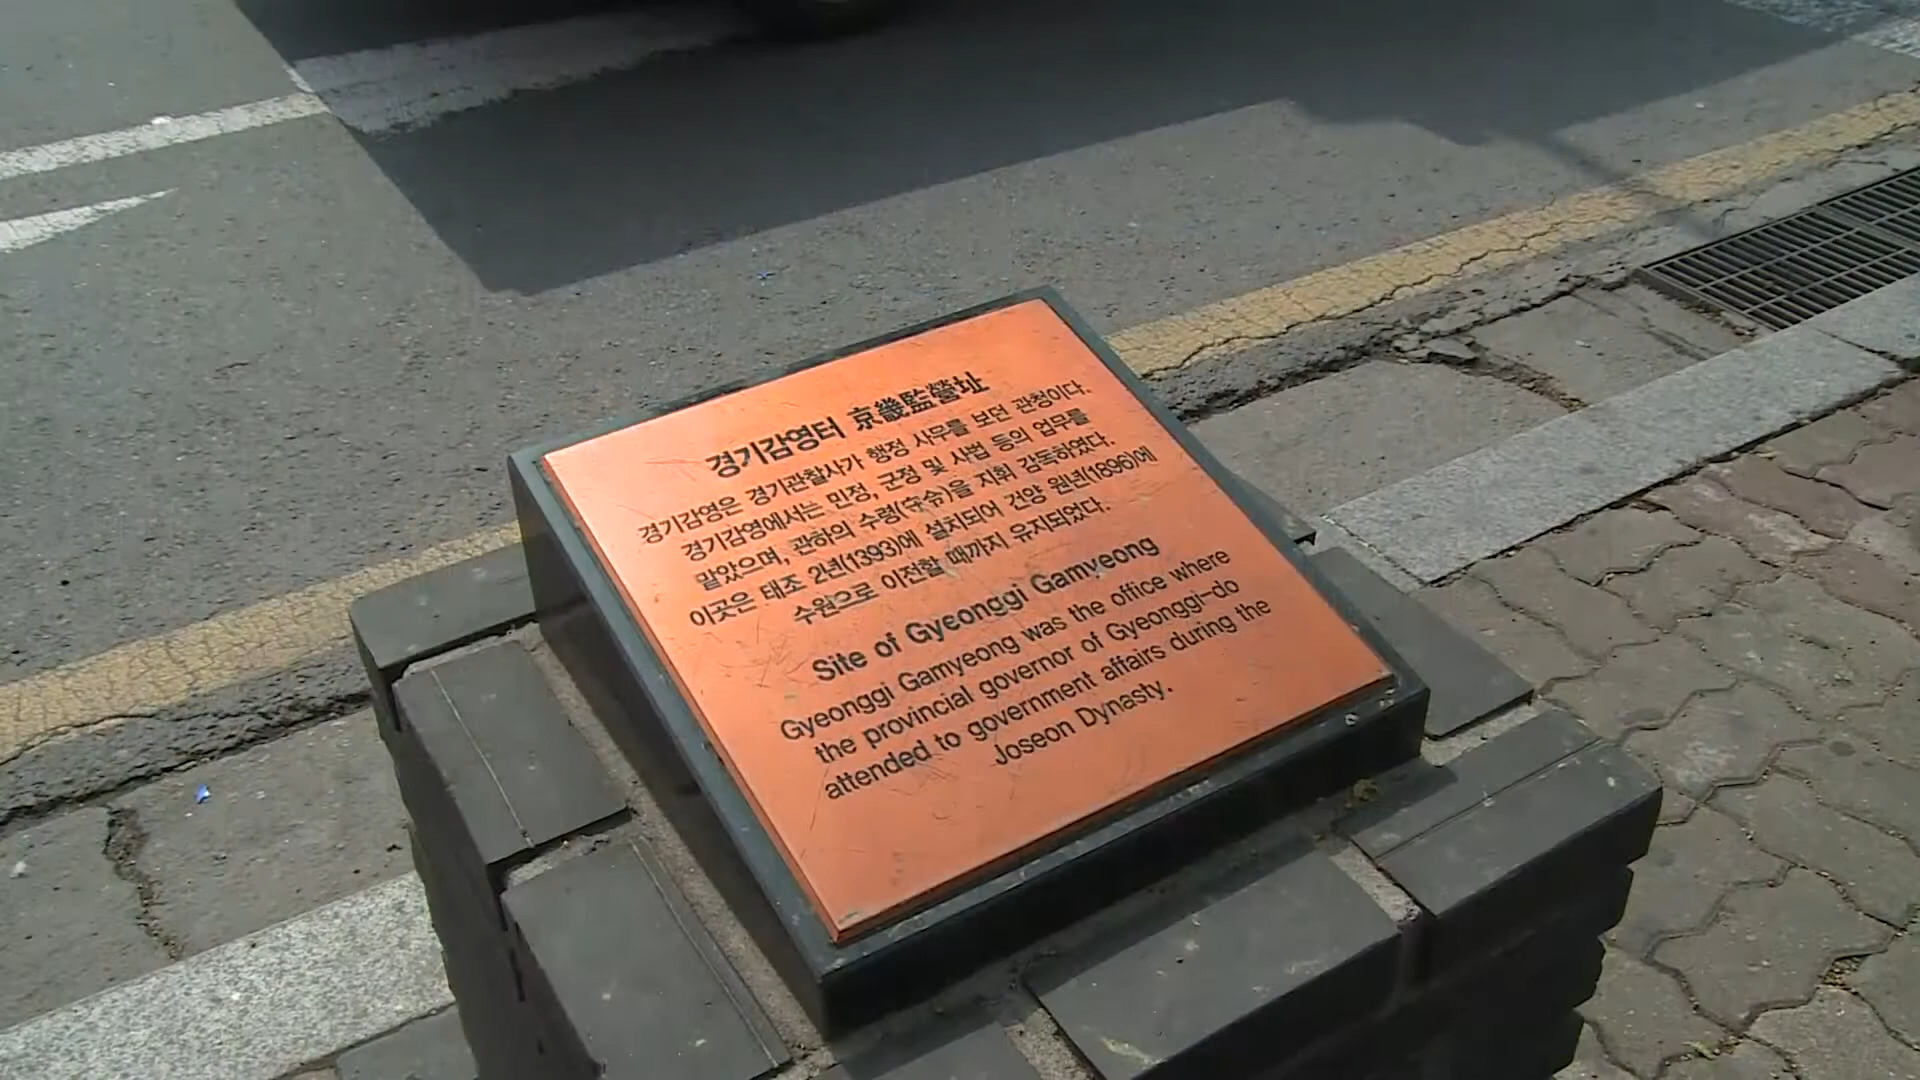 경기감영터 京畿監營址
경기감영은 경기관찰사가 행정 사무를 보던 관청이다.
경기감영에서는 민정, 군정 및 사법 등의 업무를
맡았으며, 관하의 수령(守令)을 지휘 감독하였다.
이곳은 태조 2년(1393)에 설치되어 건양 원년(1896)에
수원으로 이전할 때까지 유지되었다.
Site of Gyeonggi Gamyeong
Gyeonggi Gamyeong was the office where
the provincial governor of Gyeonggi-do
attended to government affairs during the
Joseon Dynasty.